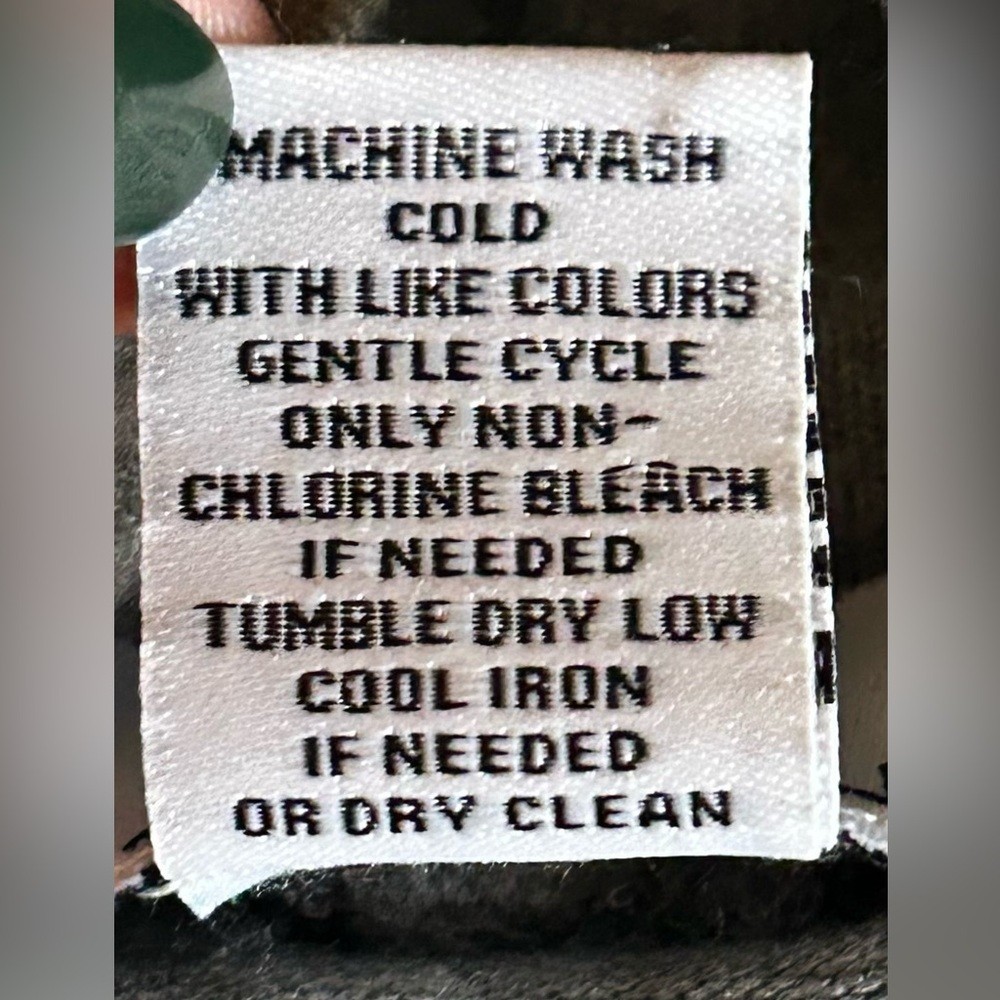 MACHINE WASH
COLD
WITH LIKE COLORS
GENTLE CYCLE
ONLY NON-
CHLORINE BLEACH
IF NEEDED
TUMBLE DRY LOW
COOL IRON
IF NEEDED
OR DRY CLEAN